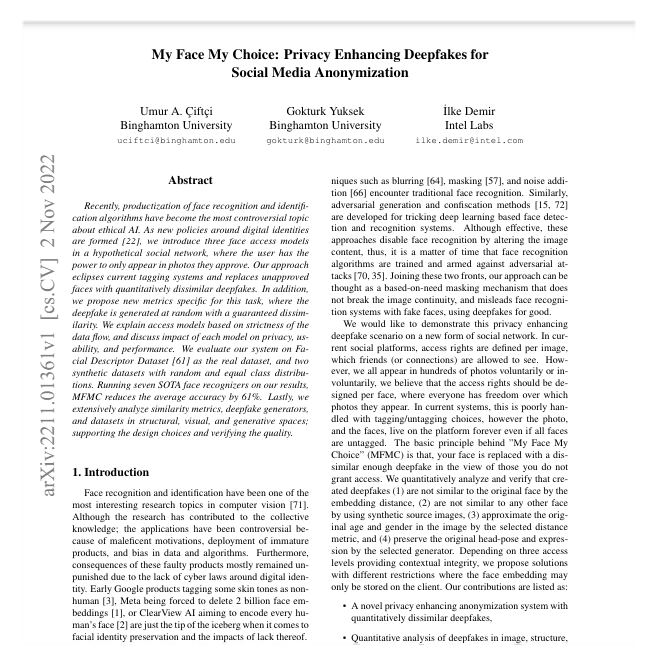 My Face My Choice: Privacy Enhancing Deepfakes for
Social Media Anonymization
Umur A. Çiftçi
Binghamton University
uciftci@binghamton.edu
Gokturk Yuksek
Binghamton University
gokturk@binghamton.edu
İlke Demir
Intel Labs
ilke.demir@intel.com
arXiv:2211.01361v1 [cs.CV] 2 Nov 2022
Abstract
Recently, productization of face recognition and identifi-
cation algorithms have become the most controversial topic
about ethical AI. As new policies around digital identities
are formed [22], we introduce three face access models
in a hypothetical social network, where the user has the
power to only appear in photos they approve. Our approach
eclipses current tagging systems and replaces unapproved
faces with quantitatively dissimilar deepfakes. In addition,
we propose new metrics specific for this task, where the
deepfake is generated at random with a guaranteed dissim-
ilarity. We explain access models based on strictness of the
data flow, and discuss impact of each model on privacy, us-
ability, and performance. We evaluate our system on Fa-
cial Descriptor Dataset [61] as the real dataset, and two
synthetic datasets with random and equal class distribu-
tions. Running seven SOTA face recognizers on our results,
MFMC reduces the average accuracy by 61%. Lastly, we
extensively analyze similarity metrics, deepfake generators,
and datasets in structural, visual, and generative spaces;
supporting the design choices and verifying the quality.
1. Introduction
Face recognition and identification have been one of the
most interesting research topics in computer vision [71].
Although the research has contributed to the collective
knowledge; the applications have been controversial be-
cause of maleficent motivations, deployment of immature
products, and bias in data and algorithms. Furthermore,
consequences of these faulty products mostly remained un-
punished due to the lack of cyber laws around digital iden-
tity. Early Google products tagging some skin tones as non-
human [3], Meta being forced to delete 2 billion face em-
beddings [1], or ClearView AI aiming to encode every hu-
man's face [2] are just the tip of the iceberg when it comes to
facial identity preservation and the impacts of lack thereof.
niques such as blurring [64], masking [57], and noise addi-
tion [66] encounter traditional face recognition. Similarly,
adversarial generation and confiscation methods [15, 72]
are developed for tricking deep learning based face detec-
tion and recognition systems. Although effective, these
approaches disable face recognition by altering the image
content, thus, it is a matter of time that face recognition
algorithms are trained and armed against adversarial at-
tacks [70, 35]. Joining these two fronts, our approach can be
thought as a based-on-need masking mechanism that does
not break the image continuity, and misleads face recogni-
tion systems with fake faces, using deepfakes for good.
We would like to demonstrate this privacy enhancing
deepfake scenario on a new form of social network. In cur-
rent social platforms, access rights are defined per image,
which friends (or connections) are allowed to see. How-
ever, we all appear in hundreds of photos voluntarily or in-
voluntarily, we believe that the access rights should be de-
signed per face, where everyone has freedom over which
photos they appear. In current systems, this is poorly han-
dled with tagging/untagging choices, however the photo,
and the faces, live on the platform forever even if all faces
are untagged. The basic principle behind "My Face My
Choice" (MFMC) is that, your face is replaced with a dis-
similar enough deepfake in the view of those you do not
grant access. We quantitatively analyze and verify that cre-
ated deepfakes (1) are not similar to the original face by the
embedding distance, (2) are not similar to any other face
by using synthetic source images, (3) approximate the orig-
inal age and gender in the image by the selected distance
metric, and (4) preserve the original head-pose and expres-
sion by the selected generator. Depending on three access
levels providing contextual integrity, we propose solutions
with different restrictions where the face embedding may
only be stored on the client. Our contributions are listed as:
• A novel privacy enhancing anonymization system with
quantitatively dissimilar deepfakes,
• Quantitative analysis of deepfakes in image, structure,